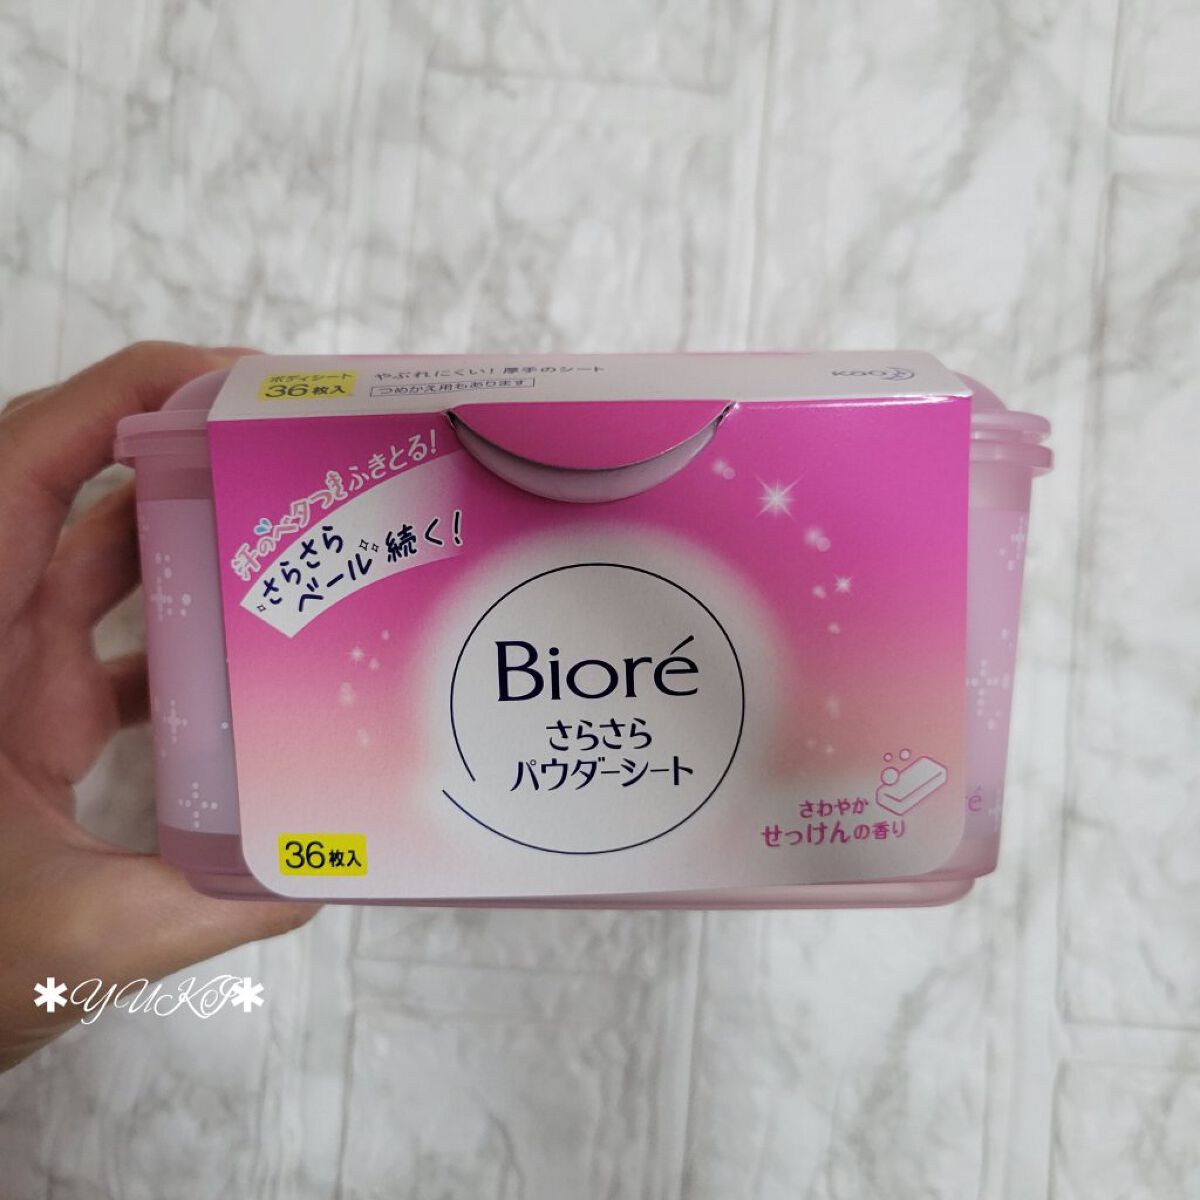 ボディシート
36枚入
やぶれにくい!厚手のシート
つめかえ用もあります
Kao
汗のベタつきふきとる!
さらさら
ベール続く!
Bioré
さらさら
パウダーシート
さわやか
せっけんの香り
36枚入
ré
✱YUKI✱